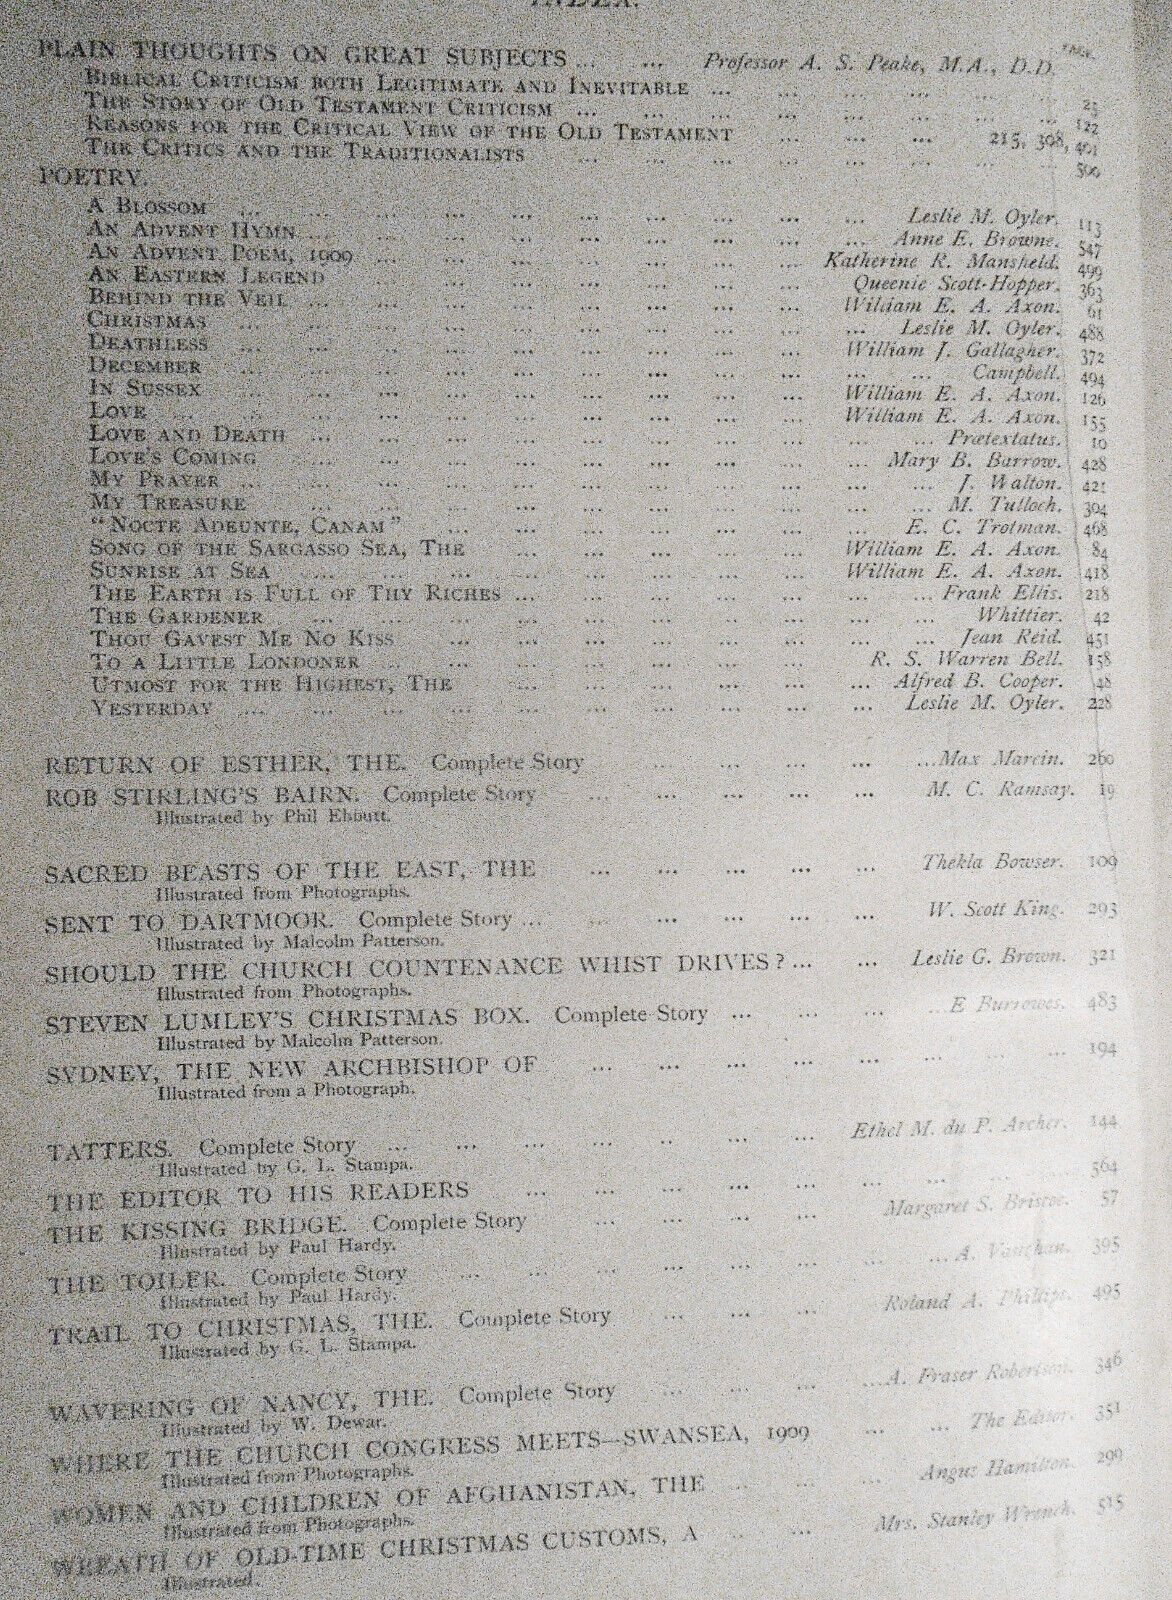 INDEX.
PAGE
PLAIN THOUGHTS ON GREAT SUBJECTS ... ... Professor A. S. Peake, M.A., D.D.
BIBLICAL CRITICISM BOTH LEGITIMATE AND INEVITABLE ... ... ... ... ... 23
THE STORY OF OLD TESTAMENT CRITICISM ... ... ... ... ... ... ... 122
REASONS FOR THE CRITICAL VIEW OF THE OLD TESTAMENT ... ... ... 215, 308, 401
THE CRITICS AND THE TRADITIONALISTS ... ... ... ... ... ... ... 500
POETRY.
A BLOSSOM ... ... ... ... ... ... ... ... ... ... Leslie M. Oyler. 113
AN ADVENT HYMN ... ... ... ... ... ... ... ... ... Anne E. Browne. 547
AN ADVENT POEM, 1909 ... ... ... ... ... ... ... Katherine R. Mansfield. 499
AN EASTERN LEGEND ... ... ... ... ... ... ... Queenie Scott-Hopper. 363
BEHIND THE VEIL ... ... ... ... ... ... ... ... William E. A. Axon. 61
CHRISTMAS ... ... ... ... ... ... ... ... ... ... Leslie M. Oyler. 488
DEATHLESS ... ... ... ... ... ... ... ... ... William J. Gallagher. 372
DECEMBER ... ... ... ... ... ... ... ... ... ... ... Campbell. 494
IN SUSSEX ... ... ... ... ... ... ... ... ... William E. A. Axon. 126
LOVE ... ... ... ... ... ... ... ... ... ... William E. A. Axon. 155
LOVE AND DEATH ... ... ... ... ... ... ... ... ... ... Prætextatus. 10
LOVE'S COMING ... ... ... ... ... ... ... ... ... Mary B. Barrow. 428
MY PRAYER ... ... ... ... ... ... ... ... ... ... ... J. Walton. 421
MY TREASURE ... ... ... ... ... ... ... ... ... ... M. Tulloch. 304
"NOCTE ADEUNTE, CANAM" ... ... ... ... ... ... ... E. C. Trotman. 468
SONG OF THE SARGASSO SEA, THE ... ... ... ... ... William E. A. Axon. 84
SUNRISE AT SEA ... ... ... ... ... ... ... ... William E. A. Axon. 418
THE EARTH IS FULL OF THY RICHES ... ... ... ... ... ... ... Frank Ellis. 218
THE GARDENER ... ... ... ... ... ... ... ... ... ... Whittier. 42
THOU GAVEST ME NO KISS ... ... ... ... ... ... ... ... Jean Reid. 451
TO A LITTLE LONDONER ... ... ... ... ... ... ... R. S. Warren Bell. 158
UTMOST FOR THE HIGHEST, THE ... ... ... ... ... ... Alfred B. Cooper. 48
YESTERDAY ... ... ... ... ... ... ... ... ... ... Leslie M. Oyler. 228
RETURN OF ESTHER, THE. Complete Story ... ... ... ... ...Max Marcin. 260
ROB STIRLING'S BAIRN. Complete Story ... ... ... ... ... M. C. Ramsay. 19
Illustrated by Phil Ebbutt.
SACRED BEASTS OF THE EAST, THE ... ... ... ... ... Thekla Bowser. 109
Illustrated from Photographs.
SENT TO DARTMOOR. Complete Story ... ... ... ... ... ... W. Scott King. 293
Illustrated by Malcolm Patterson.
SHOULD THE CHURCH COUNTENANCE WHIST DRIVES? ... ... Leslie G. Brown. 321
Illustrated from Photographs.
STEVEN LUMLEY'S CHRISTMAS BOX. Complete Story ... ... ... ...E Burrowes. 483
Illustrated by Malcolm Patterson.
SYDNEY, THE NEW ARCHBISHOP OF ... ... ... ... ... ... ... ... 194
Illustrated from a Photograph.
TATTERS. Complete Story ... ... ... ... ... ... ... Ethel M. du P. Archer. 144
Illustrated by G. L. Stampa.
THE EDITOR TO HIS READERS ... ... ... ... ... ... ... ... ... 564
THE KISSING BRIDGE. Complete Story ... ... ... ... Margaret S. Briscoe. 57
Illustrated by Paul Hardy.
THE TOILER. Complete Story ... ... ... ... ... ... ... ...A. Vaughan. 395
Illustrated by Paul Hardy.
TRAIL TO CHRISTMAS, THE. Complete Story ... ... ... Roland A. Phillips. 495
Illustrated by G. L. Stampa.
WAVERING OF NANCY, THE. Complete Story ... ... ... ...A. Fraser Robertson. 346
Illustrated by W. Dewar.
WHERE THE CHURCH CONGRESS MEETS—SWANSEA, 1909 ... ... The Editor. 351
Illustrated from Photographs.
WOMEN AND CHILDREN OF AFGHANISTAN, THE ... ... ... Angus Hamilton. 299
Illustrated from Photographs.
WREATH OF OLD-TIME CHRISTMAS CUSTOMS, A ... ... Mrs. Stanley Wrench. 515
Illustrated.